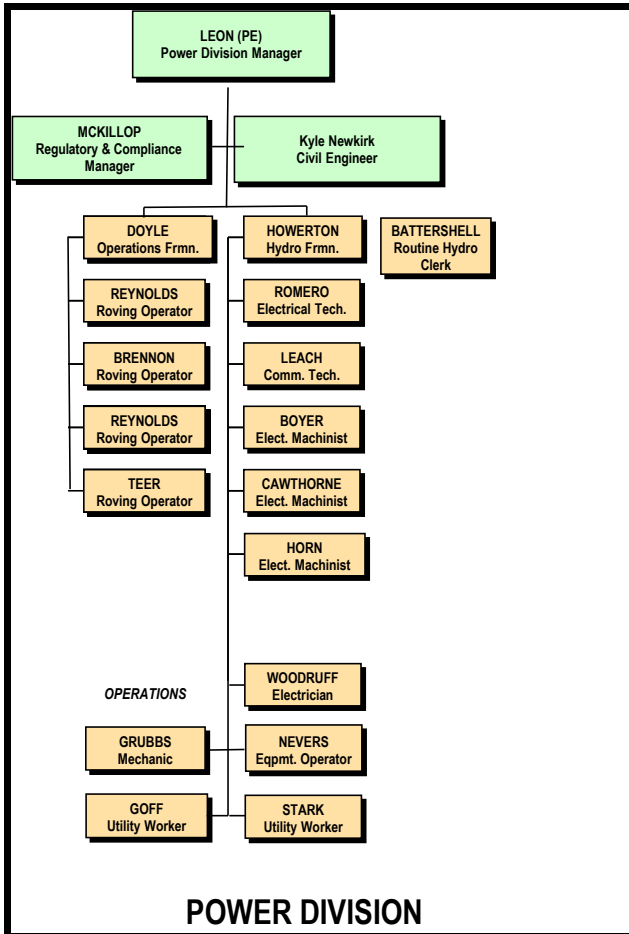 LEON (PE)
Power Division Manager
MCKILLOP
Regulatory & Compliance
Manager
Kyle Newkirk
Civil Engineer
DOYLE
Operations Frmn.
HOWERTON
Hydro Frmn.
BATTERSHELL
Routine Hydro
Clerk
REYNOLDS
Roving Operator
ROMERO
Electrical Tech.
BRENNON
Roving Operator
LEACH
Comm. Tech.
REYNOLDS
Roving Operator
BOYER
Elect. Machinist
TEER
Roving Operator
CAWTHORNE
Elect. Machinist
HORN
Elect. Machinist
OPERATIONS
WOODRUFF
Electrician
GRUBBS
Mechanic
NEVERS
Eqpmt. Operator
GOFF
Utility Worker
STARK
Utility Worker
POWER DIVISION